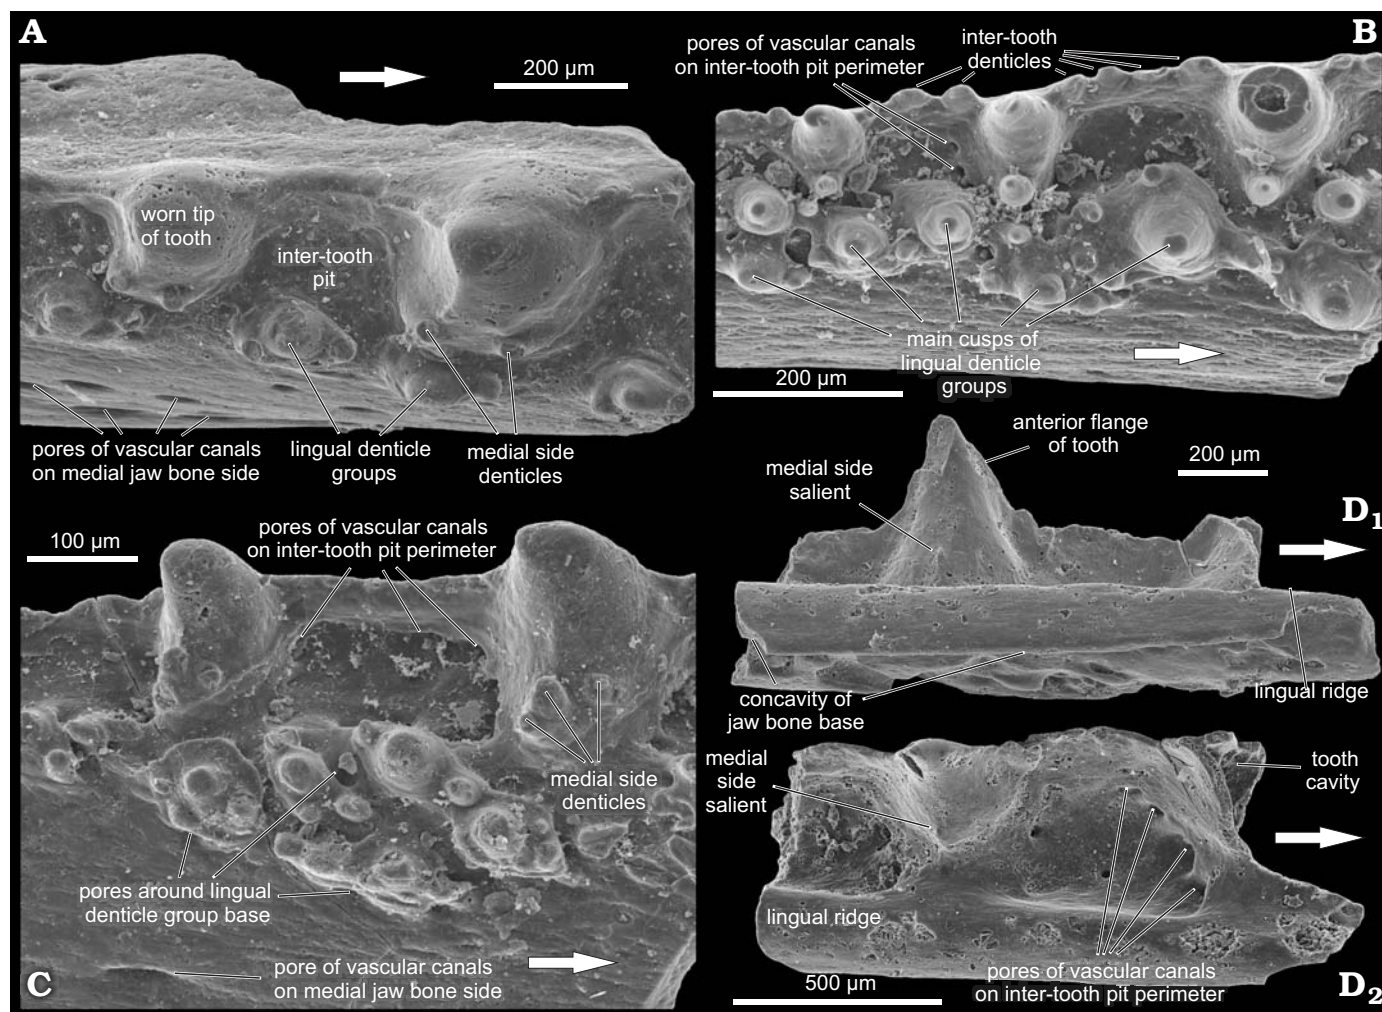 A
200 µm
worn tip
of tooth
inter-tooth
pit
pores of vascular canals
on medial jaw bone side
lingual denticle
groups
medial side
denticles
B
pores of vascular canals
on inter-tooth pit perimeter
inter-tooth
denticles
main cusps of
lingual denticle
groups
200 µm
C
100 µm
pores of vascular canals
on inter-tooth pit perimeter
medial side
denticles
pores around lingual
denticle group base
pore of vascular canals
on medial jaw bone side
anterior flange
of tooth
200 µm
medial side
salient
D1
concavity of
jaw bone base
lingual ridge
medial
side
salient
tooth
cavity
lingual ridge
500 µm
pores of vascular canals
on inter-tooth pit perimeter
D2